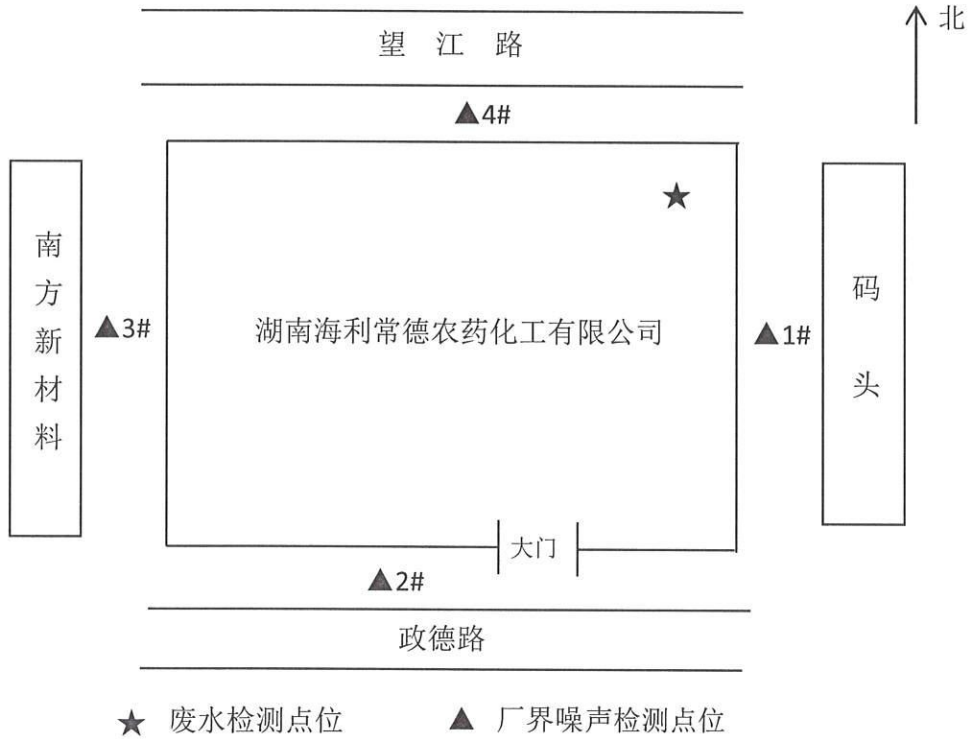 望江路
北
▲4#
南方新材料
▲3#
湖南海利常德农药化工有限公司
▲1#
码头
大门
▲2#
政德路
★ 废水检测点位
▲ 厂界噪声检测点位